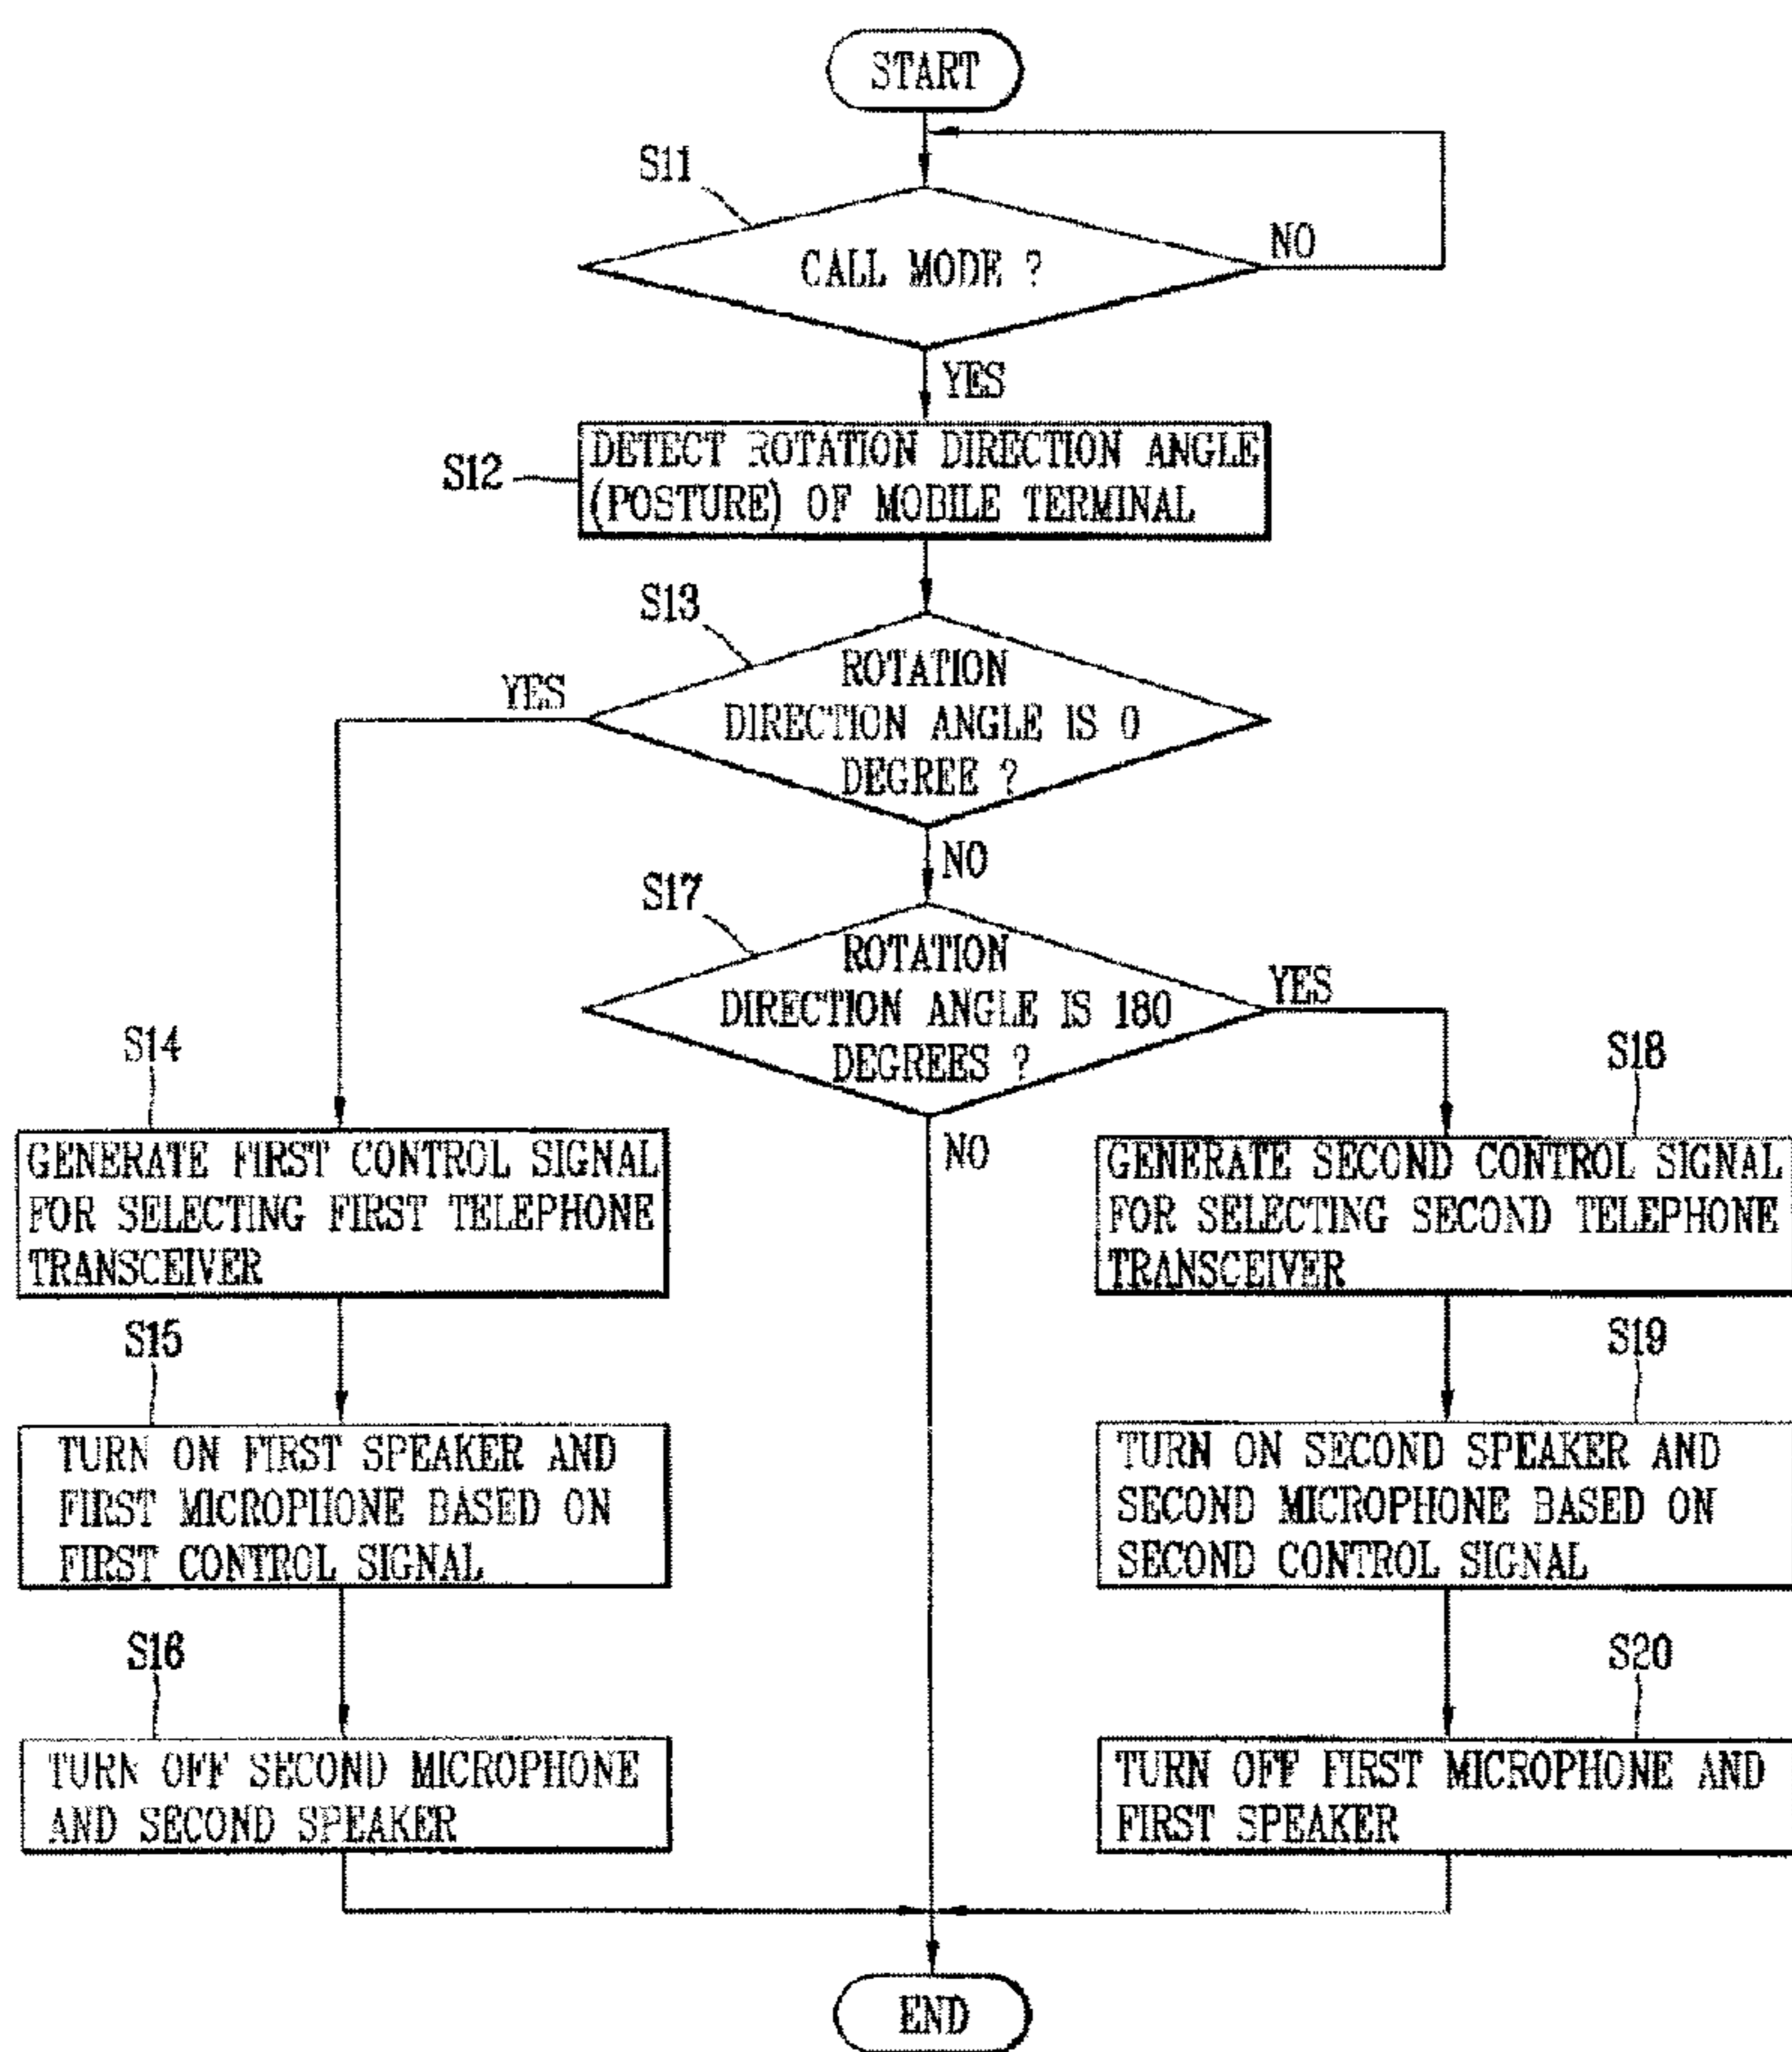 START
S11
CALL MODE ?
NO
YES
S12
DETECT ROTATION DIRECTION ANGLE
(POSTURE) OF MOBILE TERMINAL
S13
ROTATION
DIRECTION ANGLE IS 0
DEGREE ?
YES
NO
S17
ROTATION
DIRECTION ANGLE IS 180
DEGREES ?
YES
NO
S14
GENERATE FIRST CONTROL SIGNAL
FOR SELECTING FIRST TELEPHONE
TRANSCEIVER
S15
TURN ON FIRST SPEAKER AND
FIRST MICROPHONE BASED ON
FIRST CONTROL SIGNAL
S16
TURN OFF SECOND MICROPHONE
AND SECOND SPEAKER
S18
GENERATE SECOND CONTROL SIGNAL
FOR SELECTING SECOND TELEPHONE
TRANSCEIVER
S19
TURN ON SECOND SPEAKER AND
SECOND MICROPHONE BASED ON
SECOND CONTROL SIGNAL
S20
TURN OFF FIRST MICROPHONE AND
FIRST SPEAKER
END